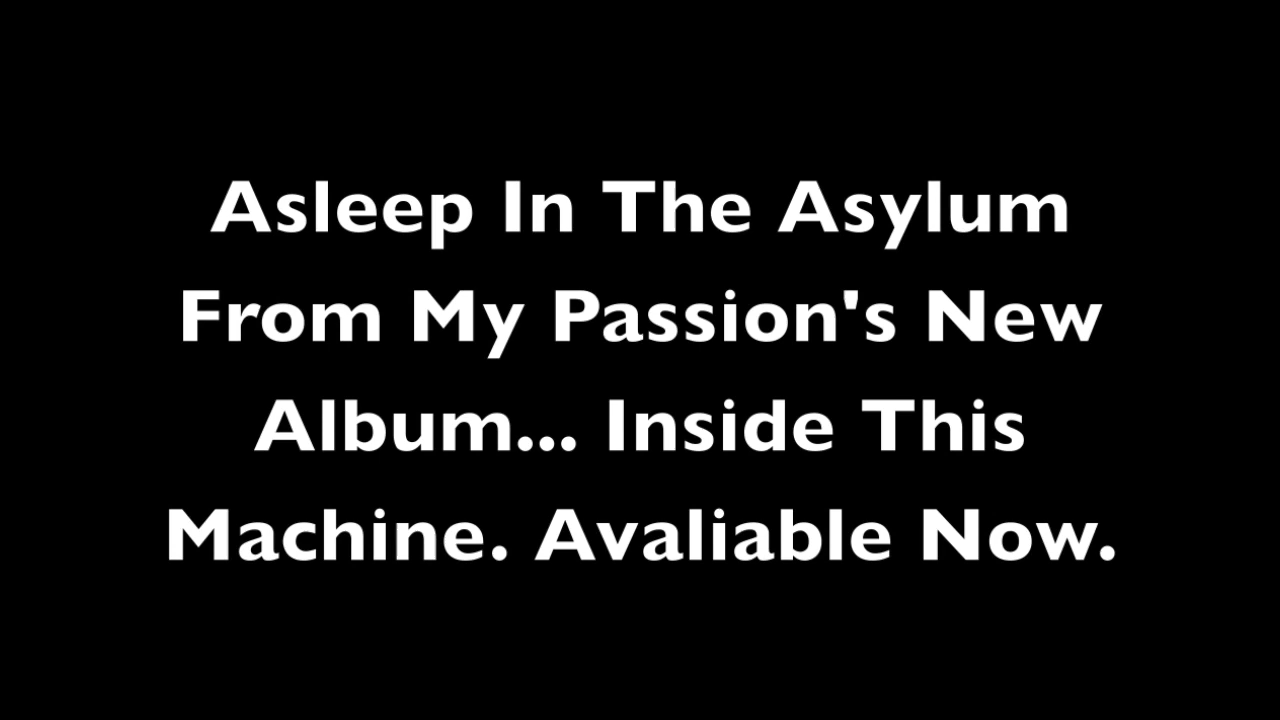 Asleep In The Asylum
From My Passion's New
Album... Inside This
Machine. Avaliable Now.